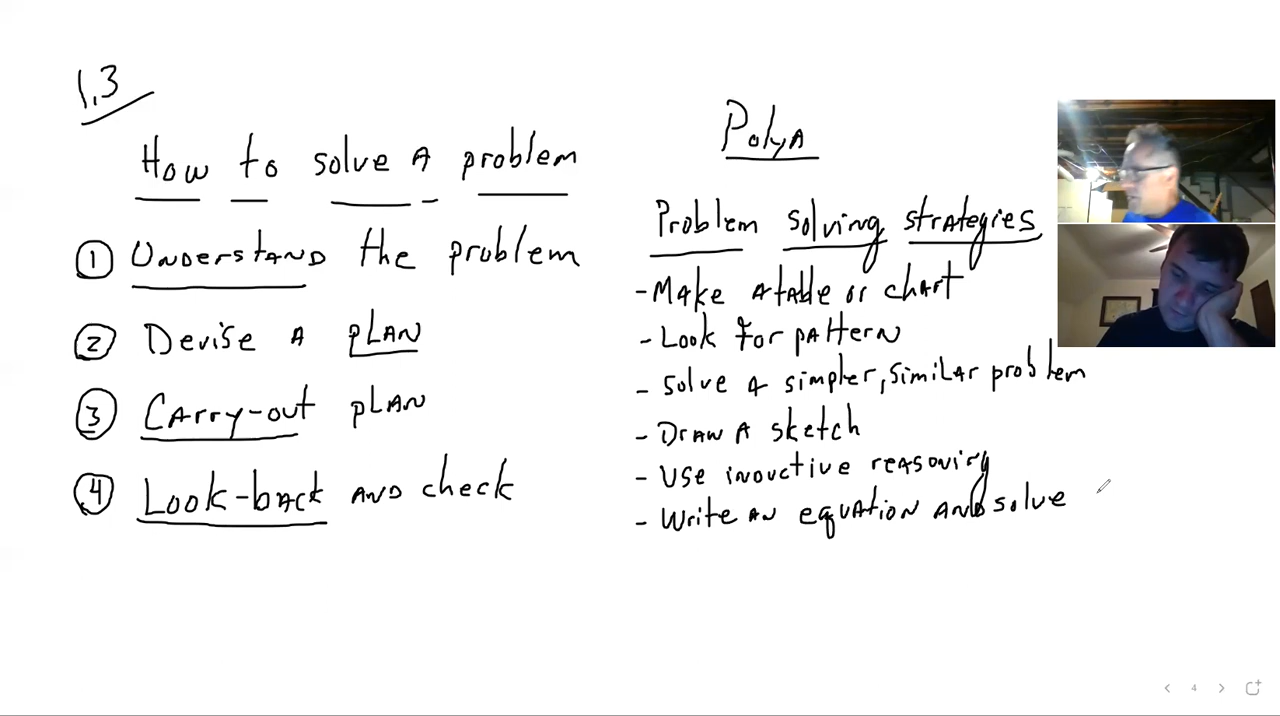 1.3
How to solve A problem
① Understand the problem
② Devise A plan
③ Carry-out plan
④ Look-back and check
Polya
Problem solving strategies
- Make a table or chart
- Look for pattern
- Solve a simpler, similar problem
- Draw A sketch
- Use inductive reasoning
- Write an equation and solve
4